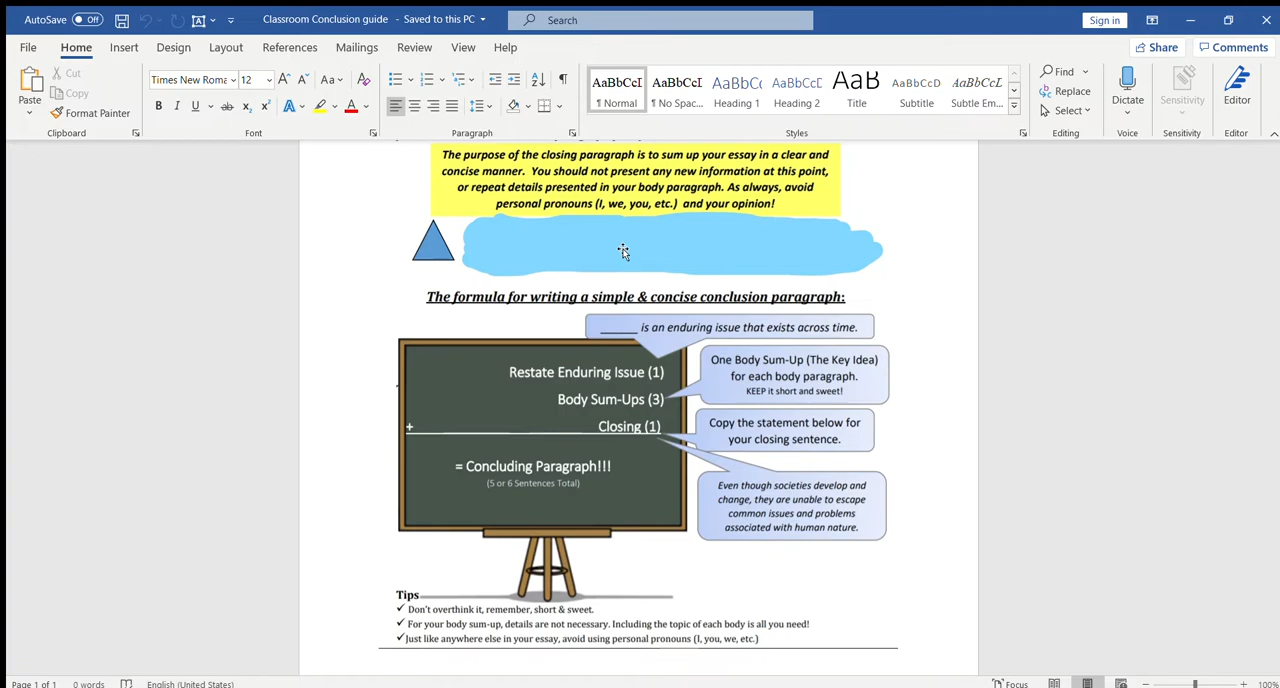 AutoSave Off Classroom Conclusion guide - Saved to this PC Search Sign in
File Home Insert Design Layout References Mailings Review View Help Share Comments
Paste Cut Copy Format Painter
Clipboard
Times New Roma 12 Aa
B I U ab x₂ x² A A
Font
Paragraph
AaBbCcI AaBbCcI AaBbCc AaBbCcD AaB AaBbCcD AaBbCcI
¶ Normal ¶ No Spac... Heading 1 Heading 2 Title Subtitle Subtle Em...
Styles
Find
Replace
Select
Editing
Dictate
Voice
Sensitivity
Sensitivity
Editor
Editor
The purpose of the closing paragraph is to sum up your essay in a clear and
concise manner. You should not present any new information at this point,
or repeat details presented in your body paragraph. As always, avoid
personal pronouns (I, we, you, etc.) and your opinion!
The formula for writing a simple & concise conclusion paragraph:
______ is an enduring issue that exists across time.
Restate Enduring Issue (1)
Body Sum-Ups (3)
+ Closing (1)
= Concluding Paragraph!!!
(5 or 6 Sentences Total)
One Body Sum-Up (The Key Idea)
for each body paragraph.
KEEP it short and sweet!
Copy the statement below for
your closing sentence.
Even though societies develop and
change, they are unable to escape
common issues and problems
associated with human nature.
Tips
✓ Don't overthink it, remember, short & sweet.
✓ For your body sum-up, details are not necessary. Including the topic of each body is all you need!
✓ Just like anywhere else in your essay, avoid using personal pronouns (I, you, we, etc.)
Page 1 of 1 0 words English (United States) Focus 100%